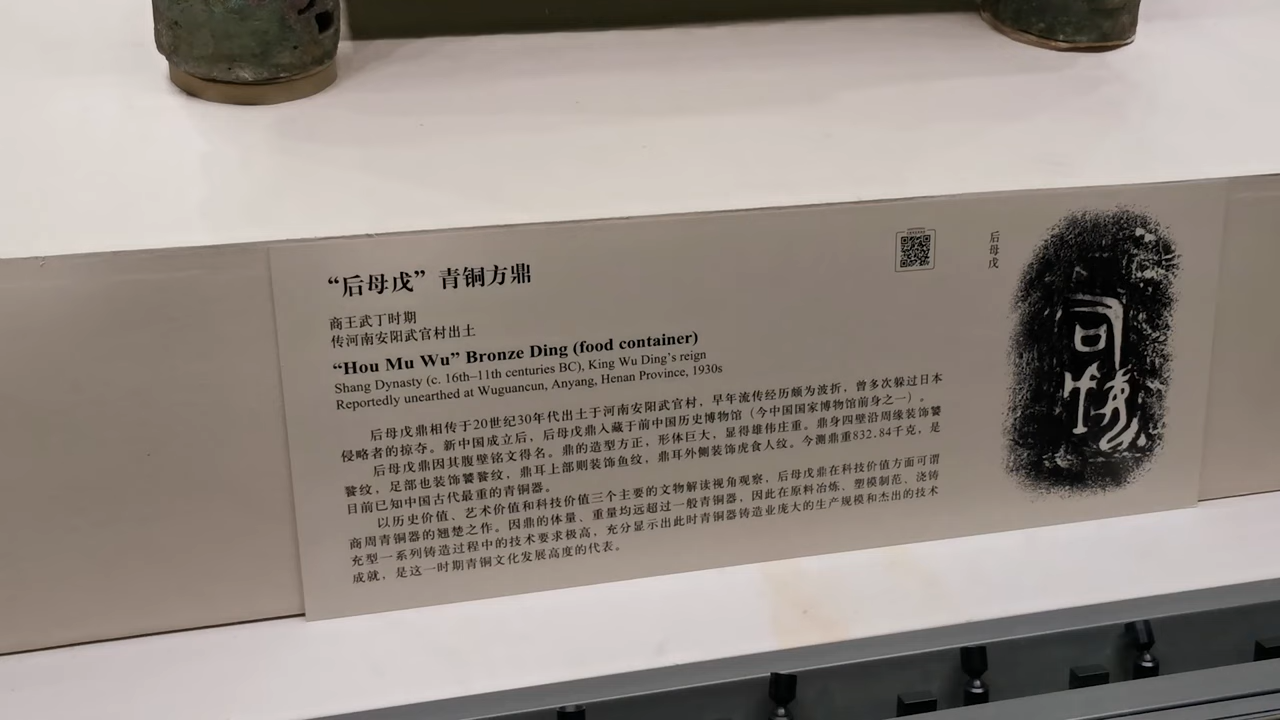 “后母戊”青铜方鼎
商王武丁时期
传河南安阳武官村出土
“Hou Mu Wu” Bronze Ding (food container)
Shang Dynasty (c. 16th–11th centuries BC), King Wu Ding’s reign
Reportedly unearthed at Wuguancun, Anyang, Henan Province, 1930s
后母戊鼎相传于20世纪30年代出土于河南安阳武官村，早年流传经历颇为波折，曾多次躲过日本
侵略者的掠夺。新中国成立后，后母戊鼎入藏于前中国历史博物馆（今中国国家博物馆前身之一）。
后母戊鼎因其腹壁铭文得名。鼎的造型方正，形体巨大，显得雄伟庄重。鼎身四壁沿周缘装饰饕
餮纹，足部也装饰饕餮纹，鼎耳上部则装饰鱼纹，鼎耳外侧装饰虎食人纹。今测鼎重832.84千克，是
目前已知中国古代最重的青铜器。
以历史价值、艺术价值和科技价值三个主要的文物解读视角观察，后母戊鼎在科技价值方面可谓
商周青铜器的翘楚之作。因鼎的体量、重量均远超过一般青铜器，因此在原料冶炼、塑模制范、浇铸
充型一系列铸造过程中的技术要求极高，充分显示出此时青铜器铸造业庞大的生产规模和杰出的技术
成就，是这一时期青铜文化发展高度的代表。
后母戊